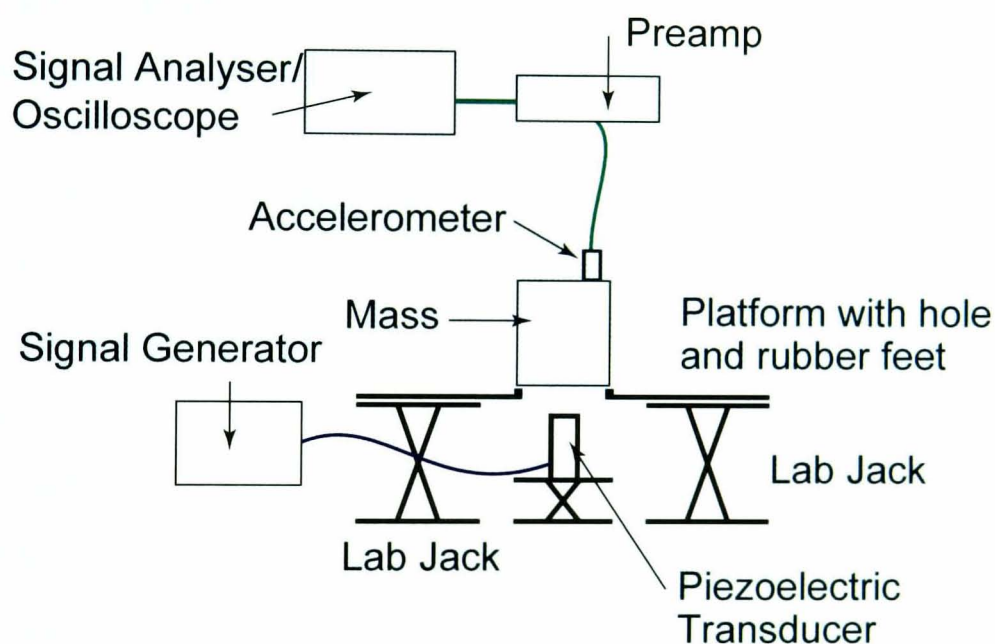 Preamp
Signal Analyser/
Oscilloscope
Accelerometer
Mass
Platform with hole
and rubber feet
Signal Generator
Lab Jack
Lab Jack
Piezoelectric
Transducer